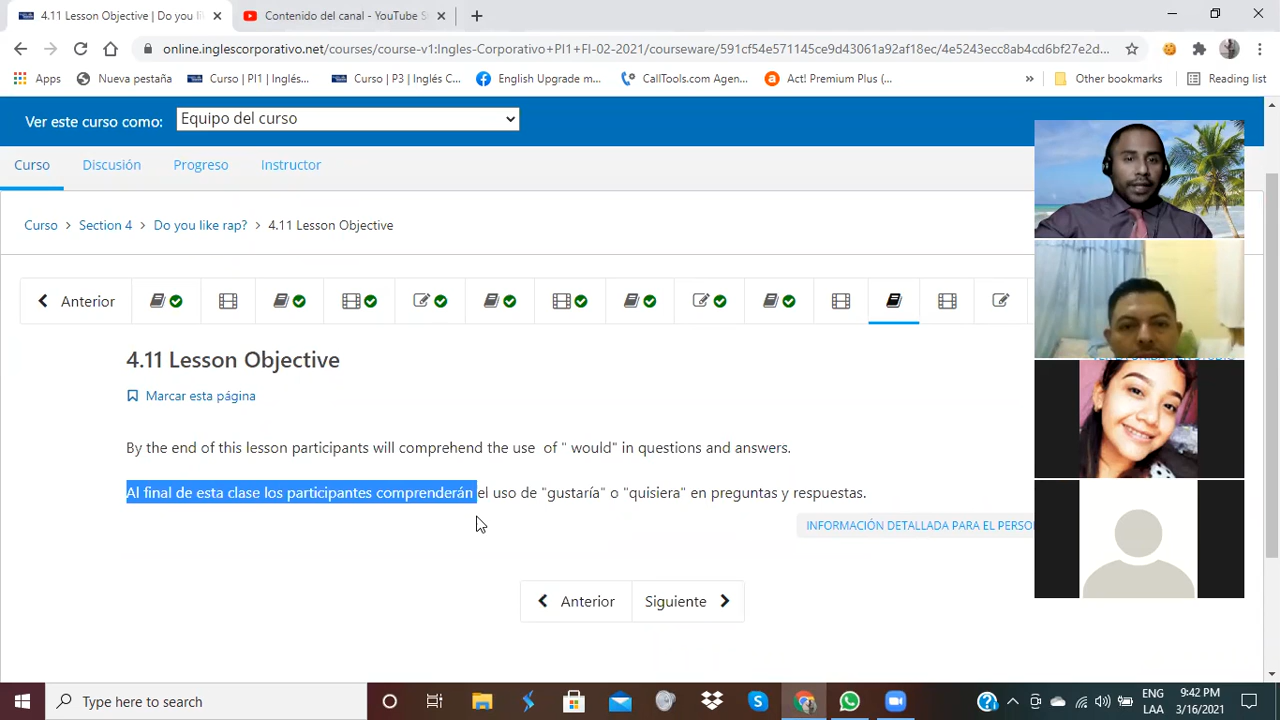 4.11 Lesson Objective | Do you li
Contenido del canal - YouTube S
online.inglescorporativo.net/courses/course-v1:Ingles-Corporativo+PI1+FI-02-2021/courseware/591cf54e571145ce9d43061a92af18ec/4e5243ecc8ab4cd6bf27e2d...
Apps Nueva pestaña Curso | PI1 | Inglés... Curso | P3 | Inglés C... English Upgrade m... CallTools.com Agen... Act! Premium Plus (... » Other bookmarks Reading list
Ver este curso como: Equipo del curso
Curso Discusión Progreso Instructor
Curso > Section 4 > Do you like rap? > 4.11 Lesson Objective
Anterior
4.11 Lesson Objective
Marcar esta página
By the end of this lesson participants will comprehend the use of " would" in questions and answers.
Al final de esta clase los participantes comprenderán el uso de "gustaría" o "quisiera" en preguntas y respuestas.
INFORMACIÓN DETALLADA PARA EL PERSO
Anterior Siguiente
Type here to search
ENG 9:42 PM
LAA 3/16/2021